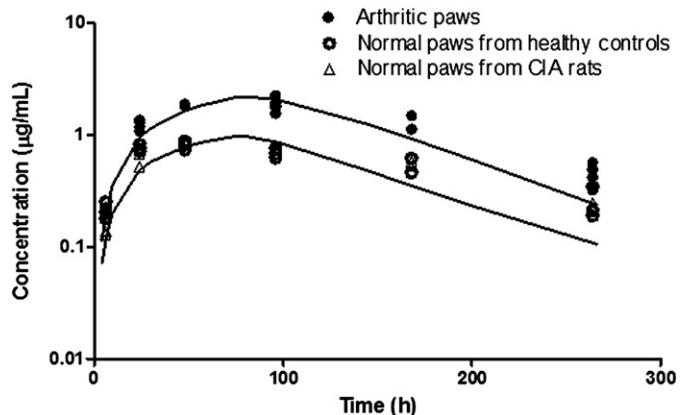 10
1
0.1
0.01
Concentration (µg/mL)
Arthritic paws
Normal paws from healthy controls
Normal paws from CIA rats
0
100
200
300
Time (h)